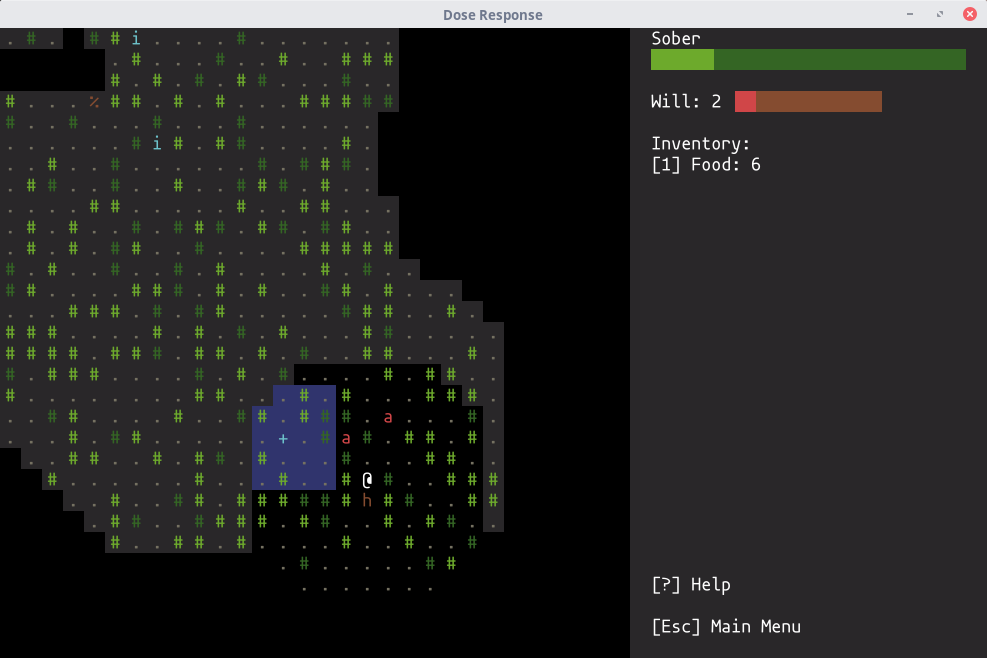 Dose Response
Sober
Will: 2
Inventory:
[1] Food: 6
[?] Help
[Esc] Main Menu